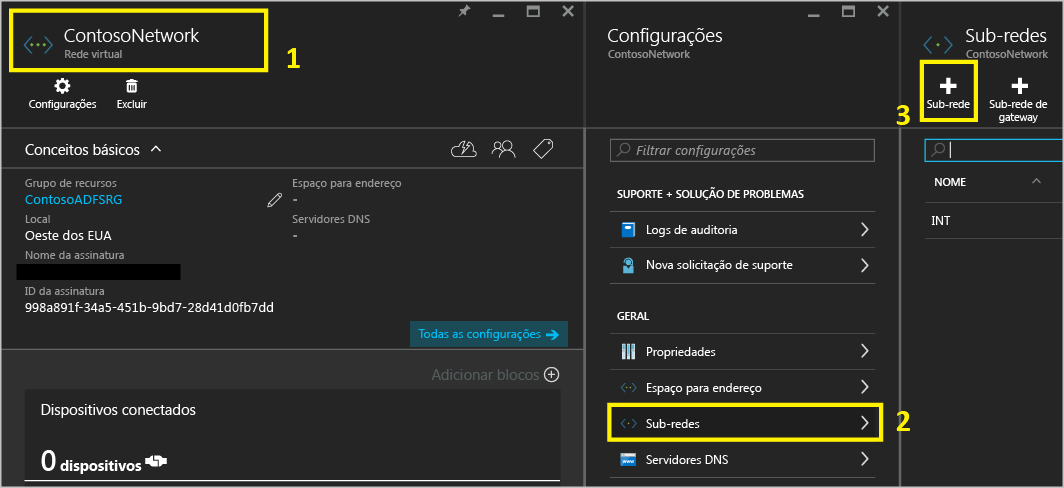 ContosoNetwork
Rede virtual
1
Configurações
Excluir
Conceitos básicos
Grupo de recursos
ContosoADFSRG
Local
Oeste dos EUA
Nome da assinatura
ID da assinatura
998a891f-34a5-451b-9bd7-28d41d0fb7dd
Espaço para endereço
-
Servidores DNS
-
Todas as configurações
Adicionar blocos
Dispositivos conectados
0 dispositivos
Configurações
ContosoNetwork
Filtrar configurações
SUPORTE + SOLUÇÃO DE PROBLEMAS
Logs de auditoria
Nova solicitação de suporte
GERAL
Propriedades
Espaço para endereço
Sub-redes
2
Servidores DNS
Sub-redes
ContosoNetwork
3
Sub-rede
Sub-rede de
gateway
NOME
INT